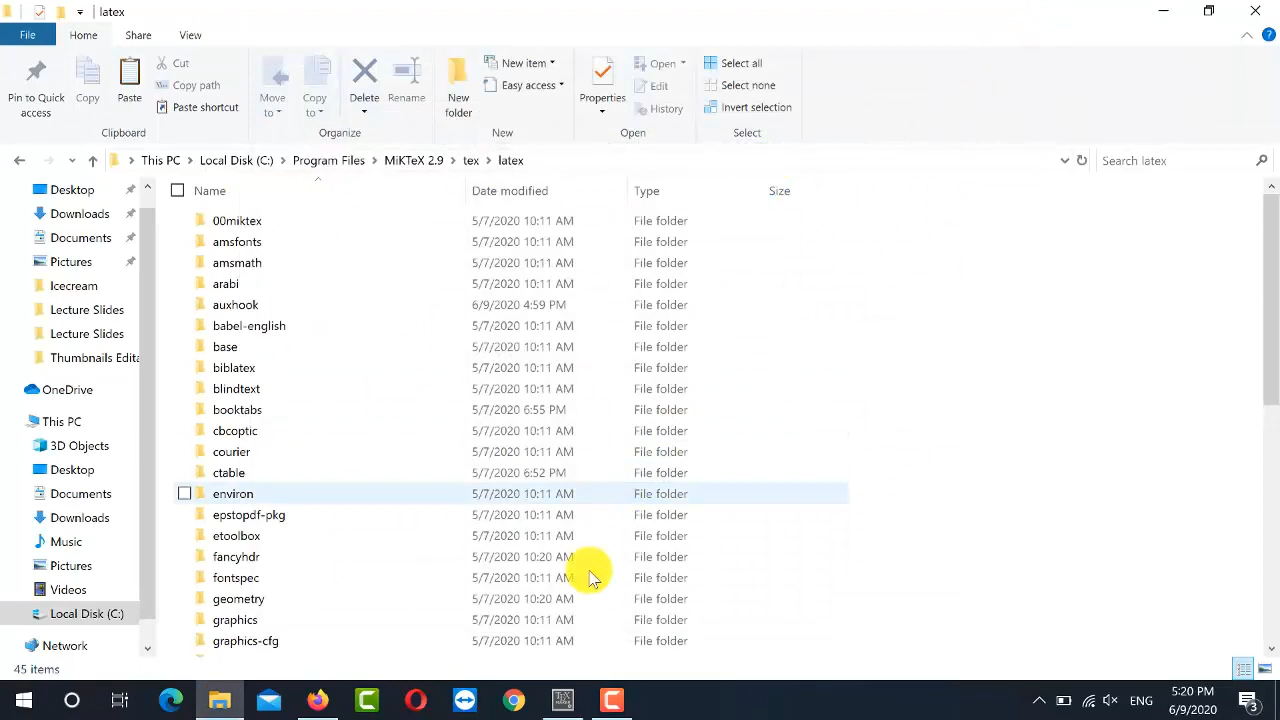 latex
File Home Share View
Pin to Quick access
Copy
Paste
Cut
Copy path
Paste shortcut
Clipboard
Move to
Copy to
Delete
Rename
Organize
New folder
New item
Easy access
New
Properties
Open
Edit
History
Open
Select all
Select none
Invert selection
Select
This PC Local Disk (C:) Program Files MiKTeX 2.9 tex latex
Search latex
Desktop
Downloads
Documents
Pictures
Icecream
Lecture Slides
Lecture Slides
Thumbnails Edita
OneDrive
This PC
3D Objects
Desktop
Documents
Downloads
Music
Pictures
Videos
Local Disk (C:)
Network
Name Date modified Type Size
00miktex 5/7/2020 10:11 AM File folder
amsfonts 5/7/2020 10:11 AM File folder
amsmath 5/7/2020 10:11 AM File folder
arabi 5/7/2020 10:11 AM File folder
auxhook 6/9/2020 4:59 PM File folder
babel-english 5/7/2020 10:11 AM File folder
base 5/7/2020 10:11 AM File folder
biblatex 5/7/2020 10:11 AM File folder
blindtext 5/7/2020 10:11 AM File folder
booktabs 5/7/2020 6:55 PM File folder
cbcoptic 5/7/2020 10:11 AM File folder
courier 5/7/2020 10:11 AM File folder
ctable 5/7/2020 6:52 PM File folder
environ 5/7/2020 10:11 AM File folder
epstopdf-pkg 5/7/2020 10:11 AM File folder
etoolbox 5/7/2020 10:11 AM File folder
fancyhdr 5/7/2020 10:20 AM File folder
fontspec 5/7/2020 10:11 AM File folder
geometry 5/7/2020 10:20 AM File folder
graphics 5/7/2020 10:11 AM File folder
graphics-cfg 5/7/2020 10:11 AM File folder
45 items
ENG
5:20 PM
6/9/2020
3